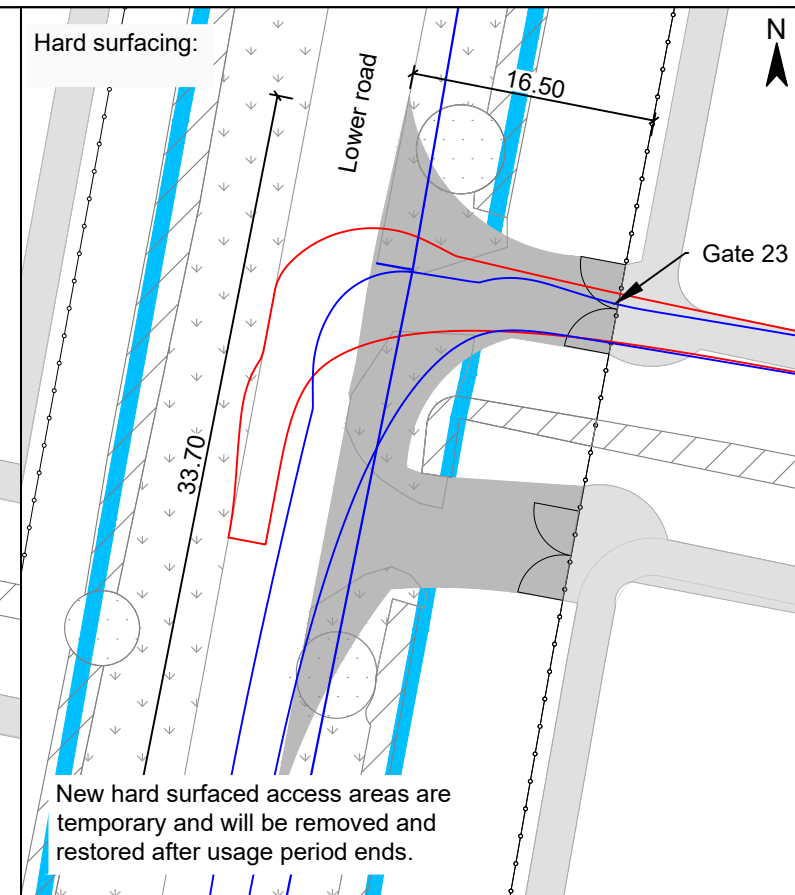 Hard surfacing:
N
Lower road
16.50
Gate 23
33.70
New hard surfaced access areas are
temporary and will be removed and
restored after usage period ends.